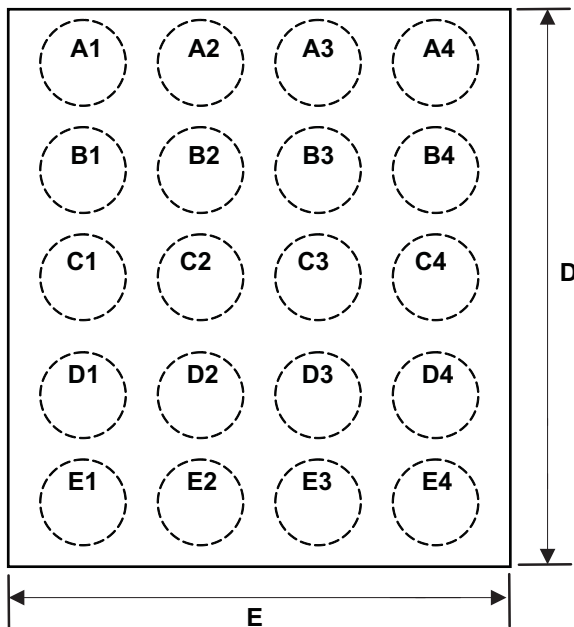 A1 A2 A3 A4
B1 B2 B3 B4
C1 C2 C3 C4
D
D1 D2 D3 D4
E1 E2 E3 E4
E